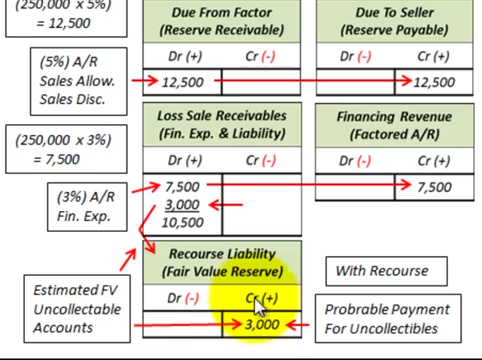 (250,000 x 5%)
= 12,500
Due From Factor
(Reserve Receivable)
Dr (+) Cr (-)
12,500
Due To Seller
(Reserve Payable)
Dr (-) Cr (+)
12,500
(5%) A/R
Sales Allow.
Sales Disc.
Loss Sale Receivables
(Fin. Exp. & Liability)
Dr (+) Cr (-)
7,500
3,000
10,500
Financing Revenue
(Factored A/R)
Dr (-) Cr (+)
7,500
(250,000 x 3%)
= 7,500
(3%) A/R
Fin. Exp.
Recourse Liability
(Fair Value Reserve)
Dr (-) Cr (+)
3,000
With Recourse
Estimated FV
Uncollectable
Accounts
Probrable Payment
For Uncollectibles